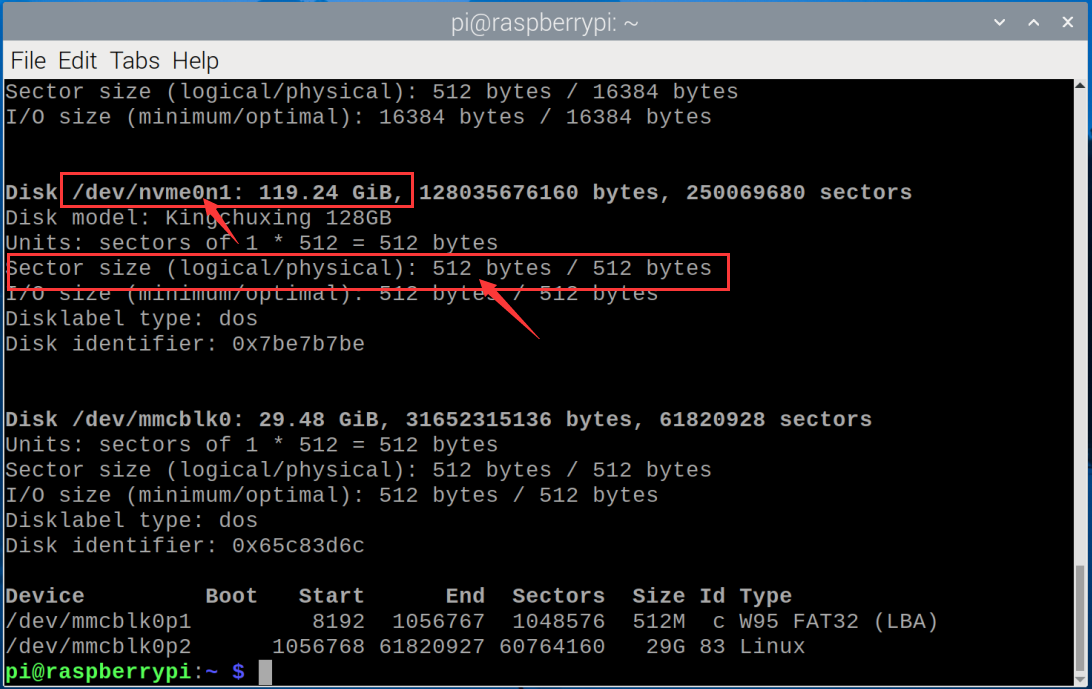 pi@raspberrypi: ~
File Edit Tabs Help
Sector size (logical/physical): 512 bytes / 16384 bytes
I/O size (minimum/optimal): 16384 bytes / 16384 bytes
Disk /dev/nvme0n1: 119.24 GiB, 128035676160 bytes, 250069680 sectors
Disk model: Kingchuxing 128GB
Units: sectors of 1 * 512 = 512 bytes
Sector size (logical/physical): 512 bytes / 512 bytes
I/O size (minimum/optimal): 512 bytes / 512 bytes
Disklabel type: dos
Disk identifier: 0x7be7b7be
Disk /dev/mmcblk0: 29.48 GiB, 31652315136 bytes, 61820928 sectors
Units: sectors of 1 * 512 = 512 bytes
Sector size (logical/physical): 512 bytes / 512 bytes
I/O size (minimum/optimal): 512 bytes / 512 bytes
Disklabel type: dos
Disk identifier: 0x65c83d6c
Device Boot Start End Sectors Size Id Type
/dev/mmcblk0p1 8192 1056767 1048576 512M c W95 FAT32 (LBA)
/dev/mmcblk0p2 1056768 61820927 60764160 29G 83 Linux
pi@raspberrypi:~ $